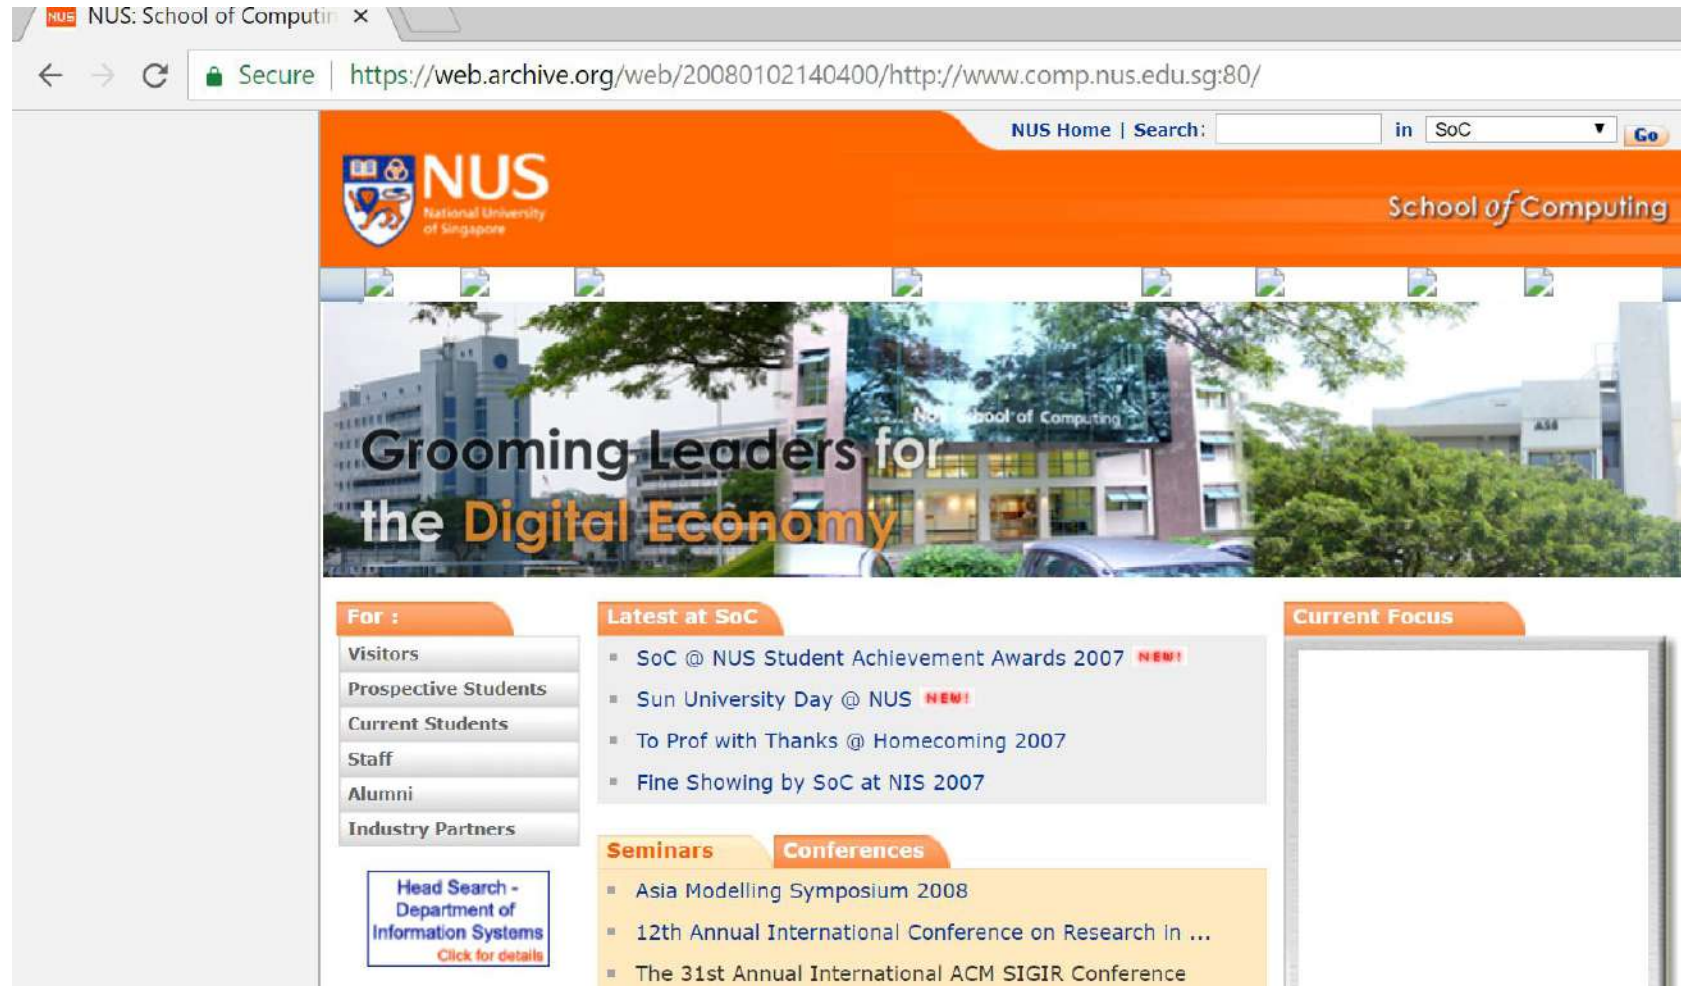 NUS: School of Computin
Secure | https://web.archive.org/web/20080102140400/http://www.comp.nus.edu.sg:80/
NUS Home | Search: in SoC Go
NUS
National University
of Singapore
School of Computing
NUS School of Computing
AS6
Grooming Leaders for
the Digital Economy
For :
Visitors
Prospective Students
Current Students
Staff
Alumni
Industry Partners
Head Search -
Department of
Information Systems
Click for details
Latest at SoC
SoC @ NUS Student Achievement Awards 2007 NEW!
Sun University Day @ NUS NEW!
To Prof with Thanks @ Homecoming 2007
Fine Showing by SoC at NIS 2007
Seminars Conferences
Asia Modelling Symposium 2008
12th Annual International Conference on Research in ...
The 31st Annual International ACM SIGIR Conference
Current Focus